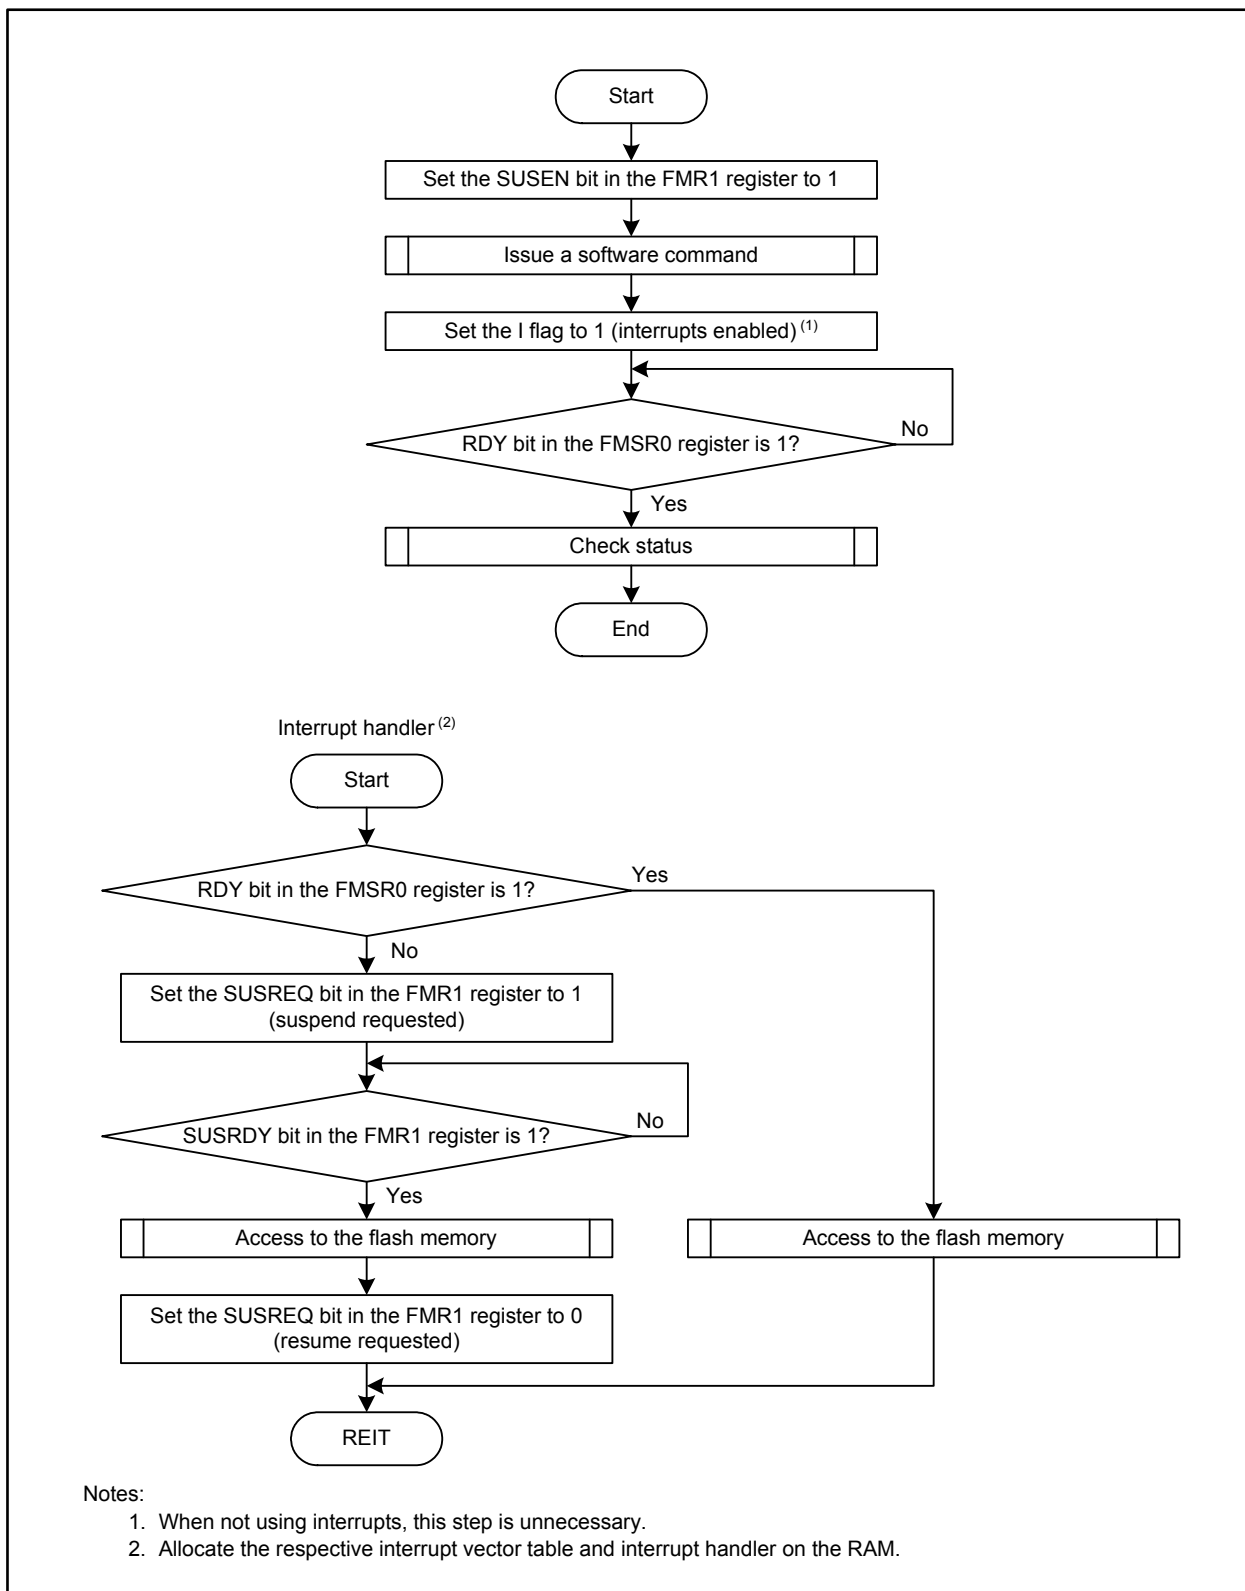 Start
Set the SUSEN bit in the FMR1 register to 1
Issue a software command
Set the I flag to 1 (interrupts enabled) (1)
RDY bit in the FMSR0 register is 1?
No
Yes
Check status
End
Interrupt handler (2)
Start
RDY bit in the FMSR0 register is 1?
Yes
No
Set the SUSREQ bit in the FMR1 register to 1
(suspend requested)
SUSRDY bit in the FMR1 register is 1?
No
Yes
Access to the flash memory
Access to the flash memory
Set the SUSREQ bit in the FMR1 register to 0
(resume requested)
REIT
Notes:
1. When not using interrupts, this step is unnecessary.
2. Allocate the respective interrupt vector table and interrupt handler on the RAM.